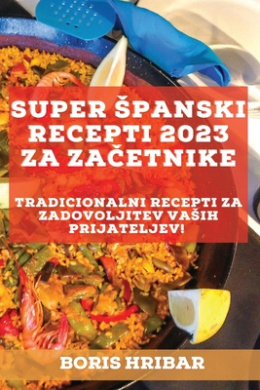 SUPER ŠPANSKI
RECEPTI 2023
ZA ZAČETNIKE
TRADICIONALNI RECEPTI ZA
ZADOVOLJITEV VAŠIH
PRIJATELJEV!
BORIS HRIBAR